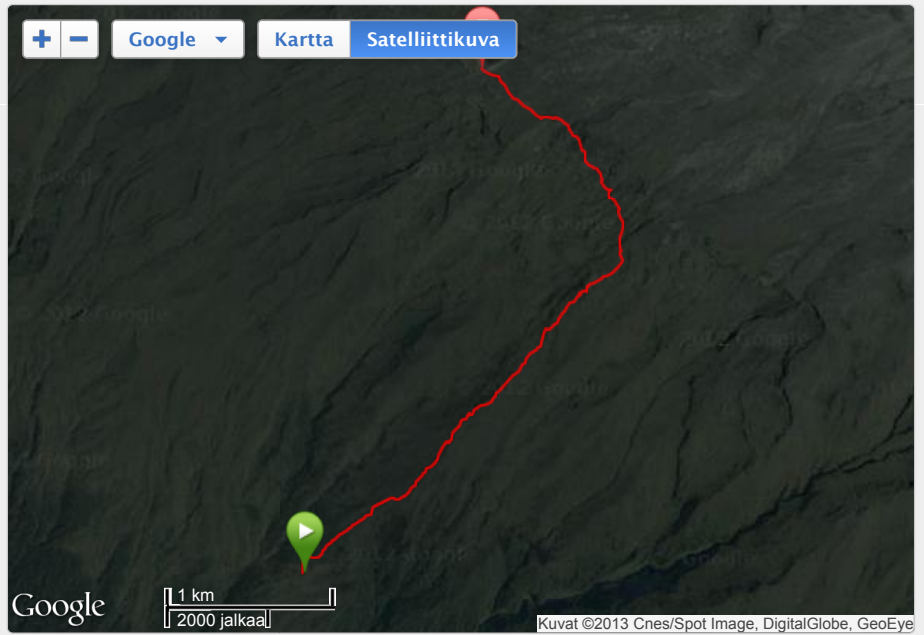 + − Google Kartta Satelliittikuva
Google
1 km
2000 jalkaa
Kuvat ©2013 Cnes/Spot Image, DigitalGlobe, GeoEye